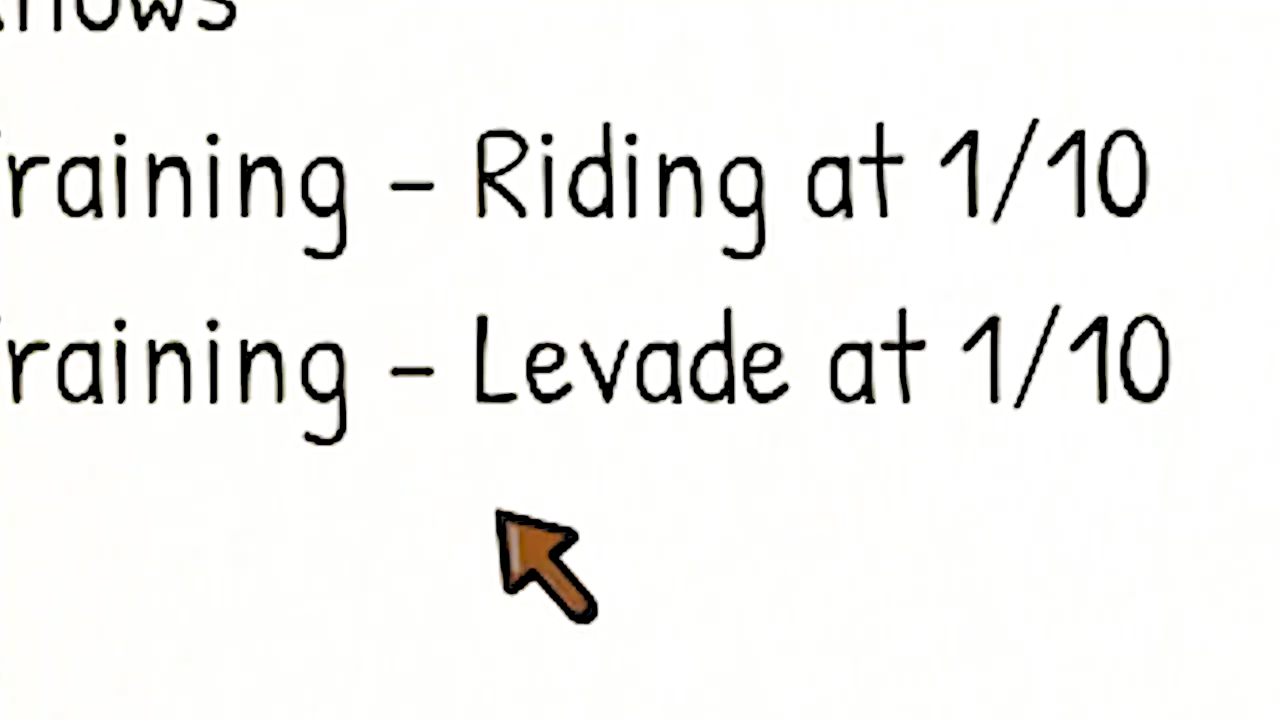 raining - Riding at 1/10
raining - Levade at 1/10